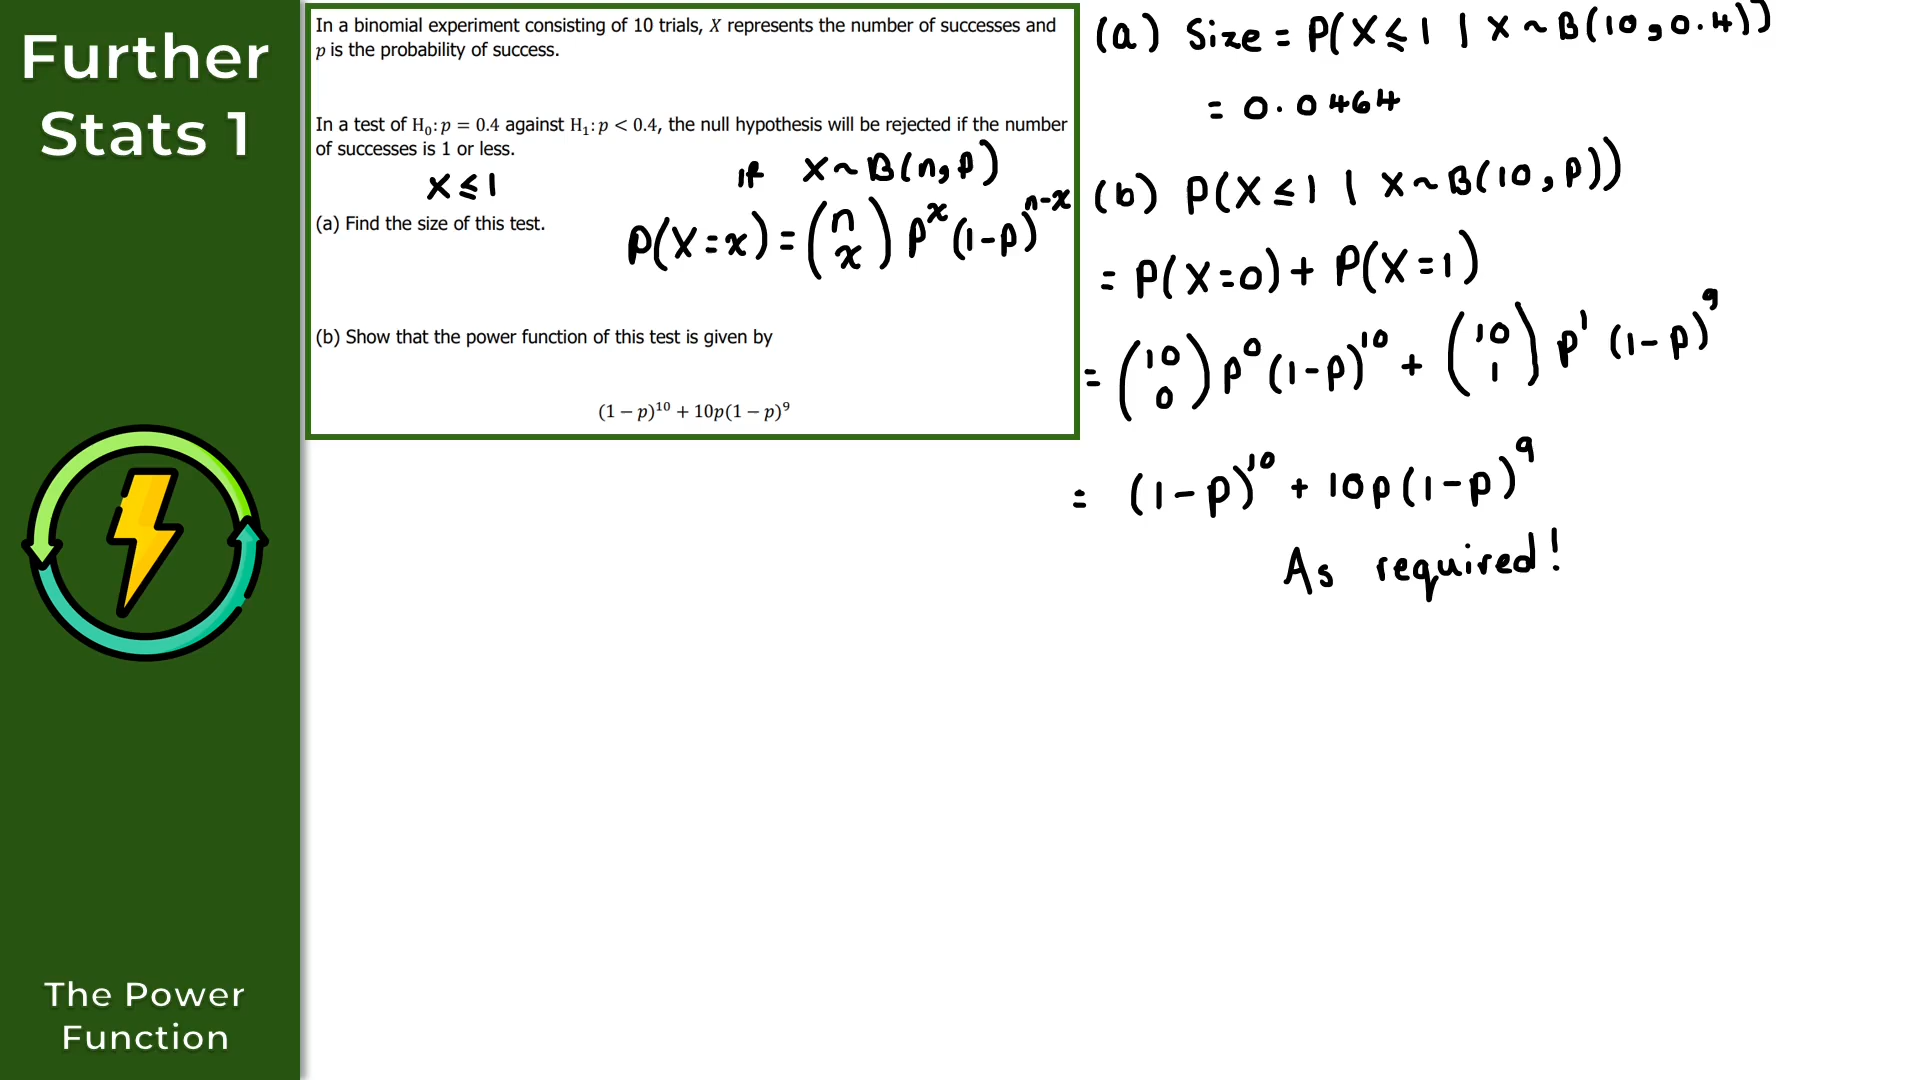 Further
Stats 1
In a binomial experiment consisting of 10 trials, X represents the number of successes and
p is the probability of success.
In a test of H₀: p = 0.4 against H₁: p < 0.4, the null hypothesis will be rejected if the number
of successes is 1 or less.
X ≤ 1
if X ~ B(n, p)
(a) Find the size of this test.
P(X = x) = (n x) p^x (1 - p)^(n-x)
(b) Show that the power function of this test is given by
(1 − p)¹⁰ + 10p(1 − p)⁹
(a) Size = P(X ≤ 1 | X ~ B(10, 0.4))
= 0.0464
(b) P(X ≤ 1 | X ~ B(10, p))
= P(X = 0) + P(X = 1)
= (10 0) p⁰ (1 - p)¹⁰ + (10 1) p¹ (1 - p)⁹
= (1 - p)¹⁰ + 10p(1 - p)⁹
As required!
The Power
Function